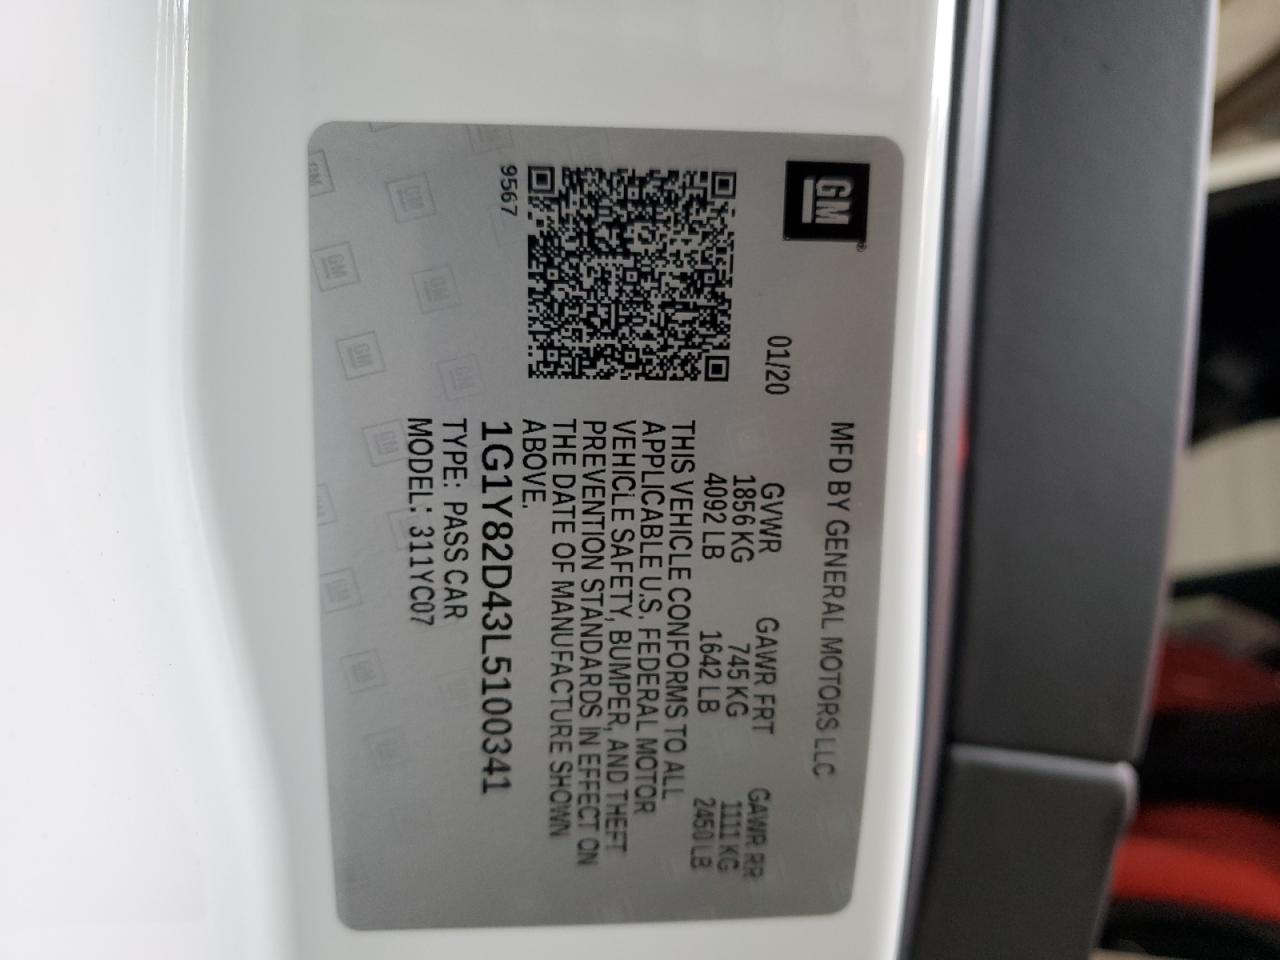 GM
MFD BY GENERAL MOTORS LLC
01/20
GVWR GAWR FRT GAWR RR
1856 KG 745 KG 1111 KG
4092 LB 1642 LB 2450 LB
THIS VEHICLE CONFORMS TO ALL
APPLICABLE U.S. FEDERAL MOTOR
VEHICLE SAFETY, BUMPER, AND THEFT
PREVENTION STANDARDS IN EFFECT ON
THE DATE OF MANUFACTURE SHOWN
ABOVE.
9567
1G1Y82D43L5100341
TYPE: PASS CAR
MODEL: 311YC07